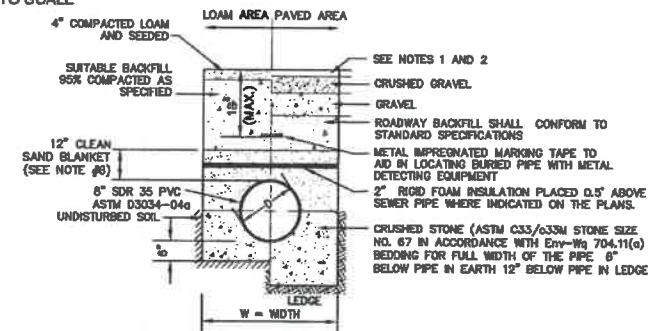 TO SCALE
LOAM AREA PAVED AREA
4" COMPACTED LOAM
AND SEEDED
SUITABLE BACKFILL
95% COMPACTED AS
SPECIFIED
12" CLEAN
SAND BLANKET
(SEE NOTE #6)
8" SDR 35 PVC
ASTM D3034-04a
UNDISTURBED SOIL
6"
18"
(MAX.)
D
SEE NOTES 1 AND 2
CRUSHED GRAVEL
GRAVEL
ROADWAY BACKFILL SHALL CONFORM TO
STANDARD SPECIFICATIONS
METAL IMPREGNATED MARKING TAPE TO
AID IN LOCATING BURIED PIPE WITH METAL
DETECTING EQUIPMENT
2" RIGID FOAM INSULATION PLACED 0.5' ABOVE
SEWER PIPE WHERE INDICATED ON THE PLANS.
CRUSHED STONE (ASTM C33/c33M STONE SIZE
NO. 67 IN ACCORDANCE WITH Env-Wq 704.11(a)
BEDDING FOR FULL WIDTH OF THE PIPE 6"
BELOW PIPE IN EARTH 12" BELOW PIPE IN LEDGE
LEDGE
W = WIDTH